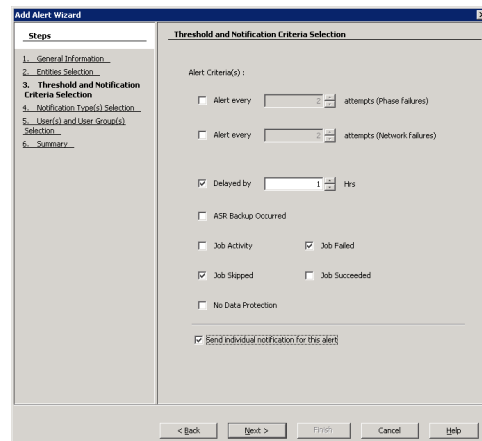 Add Alert Wizard
Steps
1. General Information
2. Entities Selection
3. Threshold and Notification
Criteria Selection
4. Notification Type(s) Selection
5. User(s) and User Group(s)
Selection
6. Summary
Threshold and Notification Criteria Selection
Alert Criteria(s) :
Alert every 2 attempts (Phase failures)
Alert every 2 attempts (Network failures)
Delayed by 1 Hrs
ASR Backup Occurred
Job Activity Job Failed
Job Skipped Job Succeeded
No Data Protection
Send individual notification for this alert
< Back Next > Finish Cancel Help